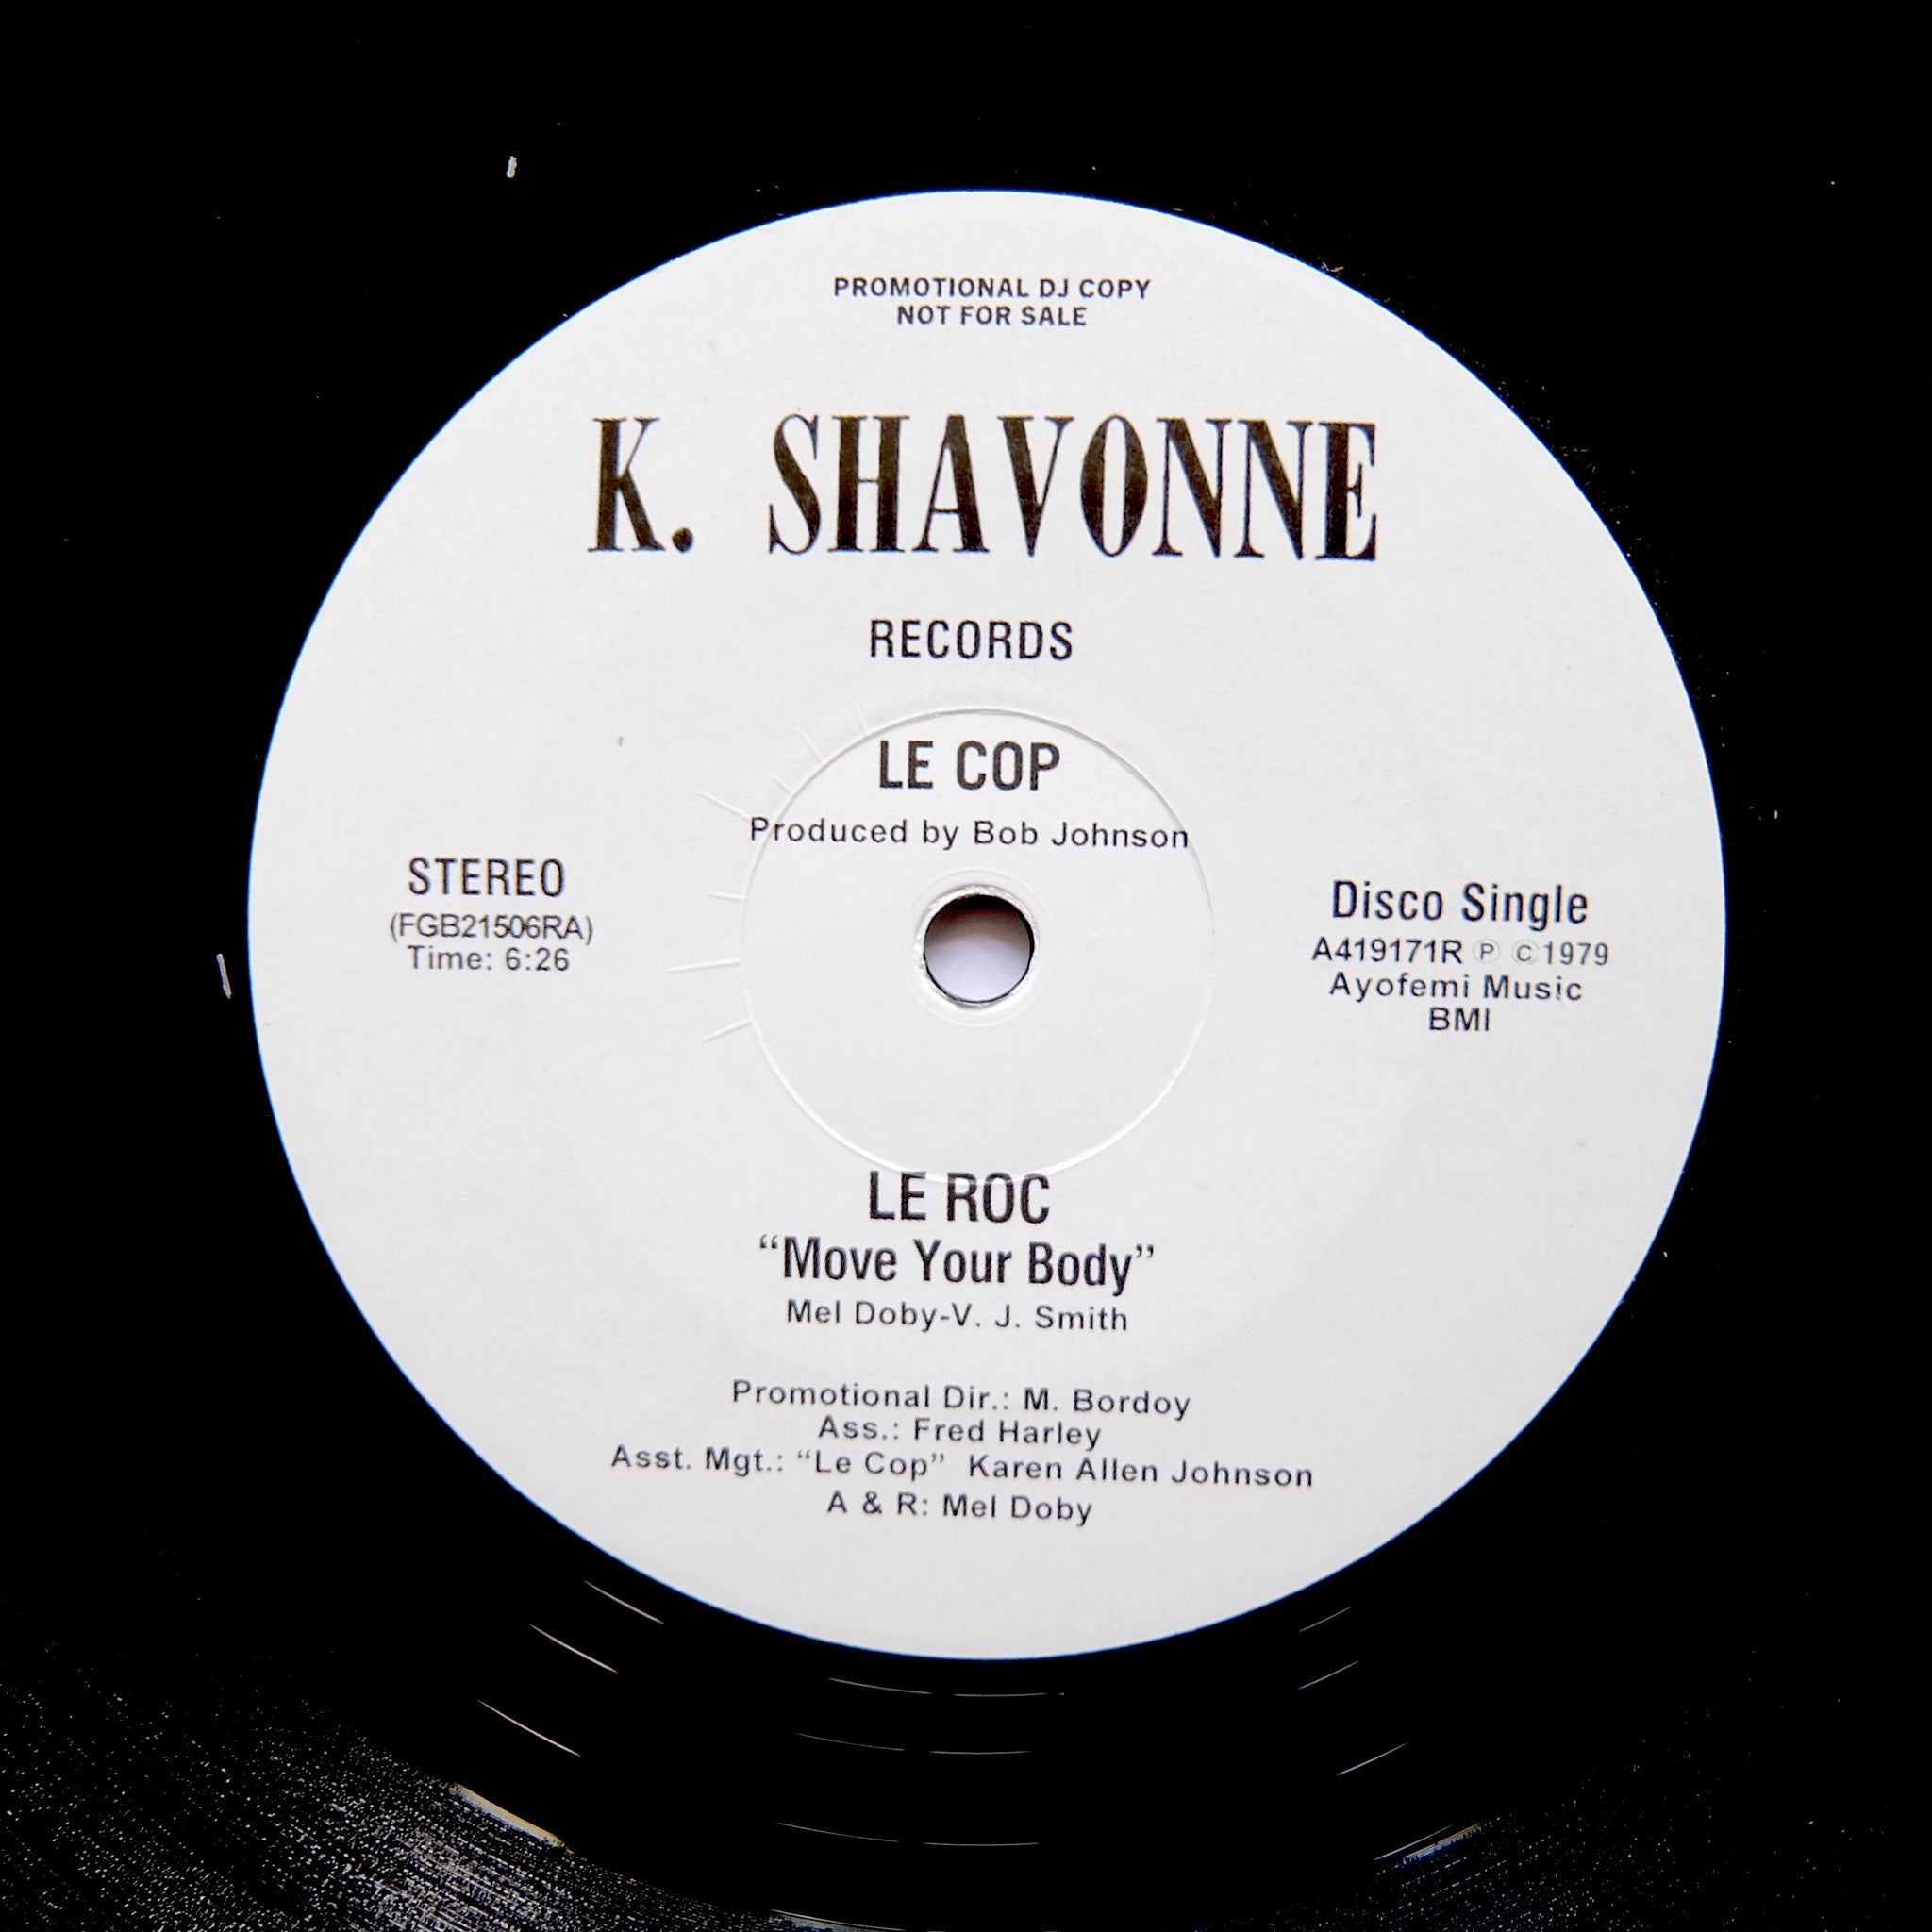 PROMOTIONAL DJ COPY
NOT FOR SALE
K. SHAVONNE
RECORDS
LE COP
Produced by Bob Johnson
STEREO
(FGB21506RA)
Time: 6:26
Disco Single
A419171R Ⓟ ©1979
Ayofemi Music
BMI
LE ROC
“Move Your Body”
Mel Doby-V. J. Smith
Promotional Dir.: M. Bordoy
Ass.: Fred Harley
Asst. Mgt.: “Le Cop” Karen Allen Johnson
A & R: Mel Doby